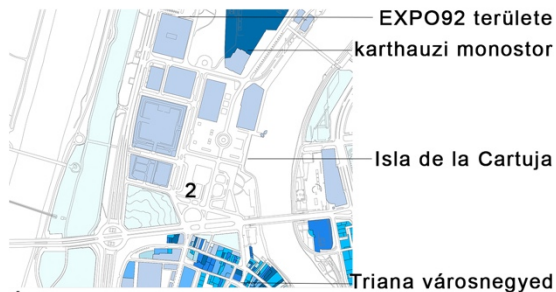 EXPO92 területe
karthauzi monostor
Isla de la Cartuja
2
Triana városnegyed